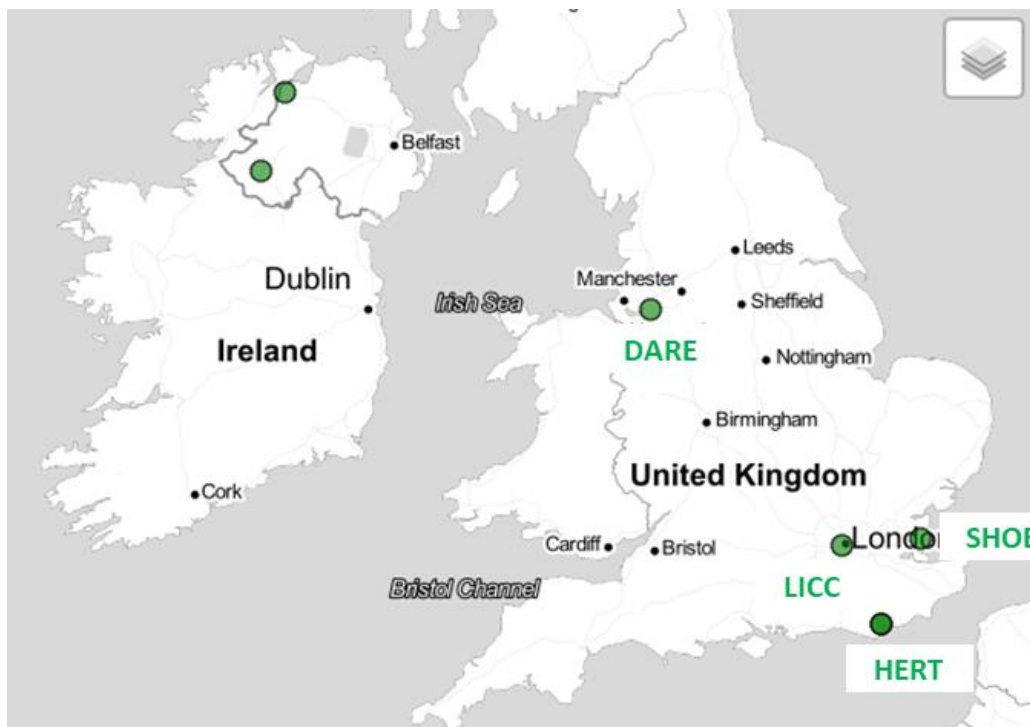 Belfast
Leeds
Dublin
Manchester
Irish Sea
Sheffield
Ireland
DARE
Nottingham
Birmingham
United Kingdom
Cork
London
SHOE
Cardiff
Bristol
Bristol Channel
LICC
HERT